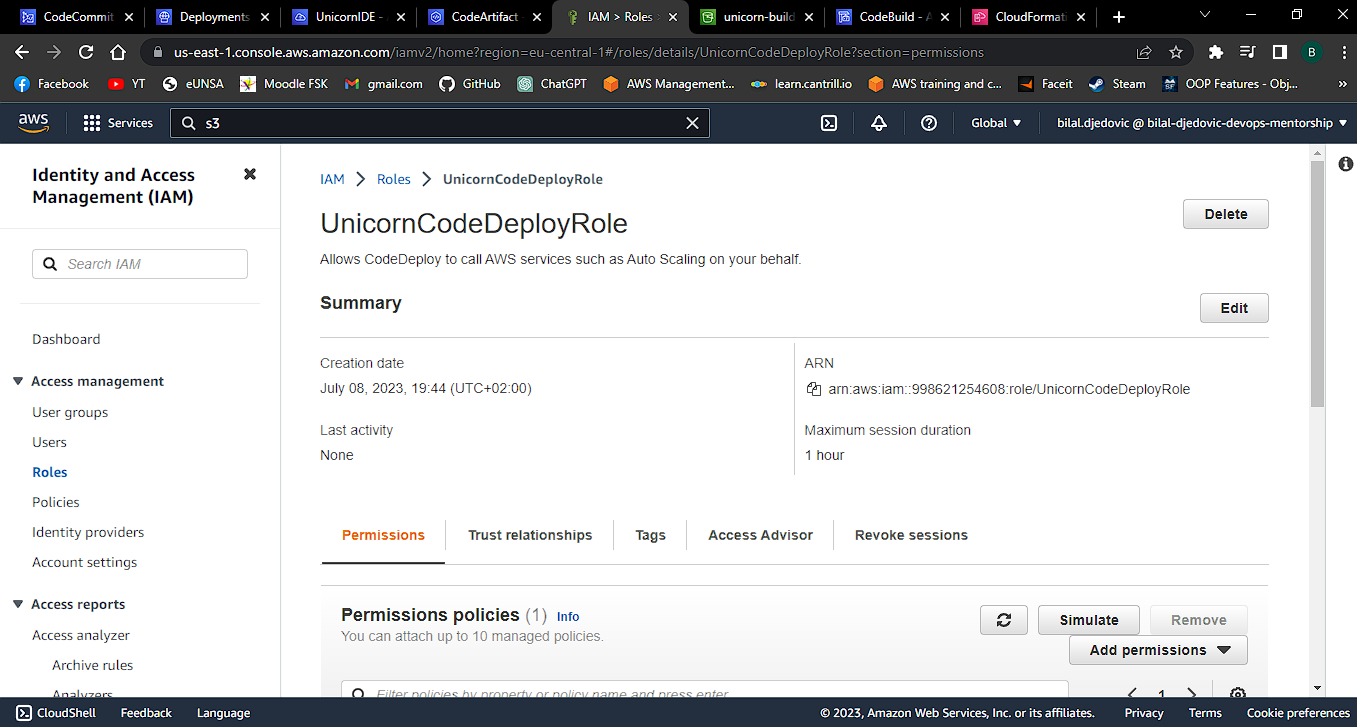 CodeCommit
Deployments
UnicornIDE - A
CodeArtifact
IAM > Roles
unicorn-build
CodeBuild - A
CloudFormati
us-east-1.console.aws.amazon.com/iamv2/home?region=eu-central-1#/roles/details/UnicornCodeDeployRole?section=permissions
B
Facebook YT eUNSA Moodle FSK gmail.com GitHub ChatGPT AWS Management... learn.cantrill.io AWS training and c... Faceit Steam OOP Features - Obj... »
aws Services s3 Global bilal.djedovic @ bilal-djedovic-devops-mentorship
Identity and Access
Management (IAM)
Search IAM
Dashboard
Access management
User groups
Users
Roles
Policies
Identity providers
Account settings
Access reports
Access analyzer
Archive rules
Analyzers
IAM > Roles > UnicornCodeDeployRole
UnicornCodeDeployRole
Delete
Allows CodeDeploy to call AWS services such as Auto Scaling on your behalf.
Summary
Edit
Creation date
July 08, 2023, 19:44 (UTC+02:00)
ARN
arn:aws:iam::998621254608:role/UnicornCodeDeployRole
Last activity
None
Maximum session duration
1 hour
Permissions Trust relationships Tags Access Advisor Revoke sessions
Permissions policies (1) Info
You can attach up to 10 managed policies.
Simulate Remove
Add permissions
Filter policies by property or policy name and press enter
1
CloudShell Feedback Language © 2023, Amazon Web Services, Inc. or its affiliates. Privacy Terms Cookie preferences